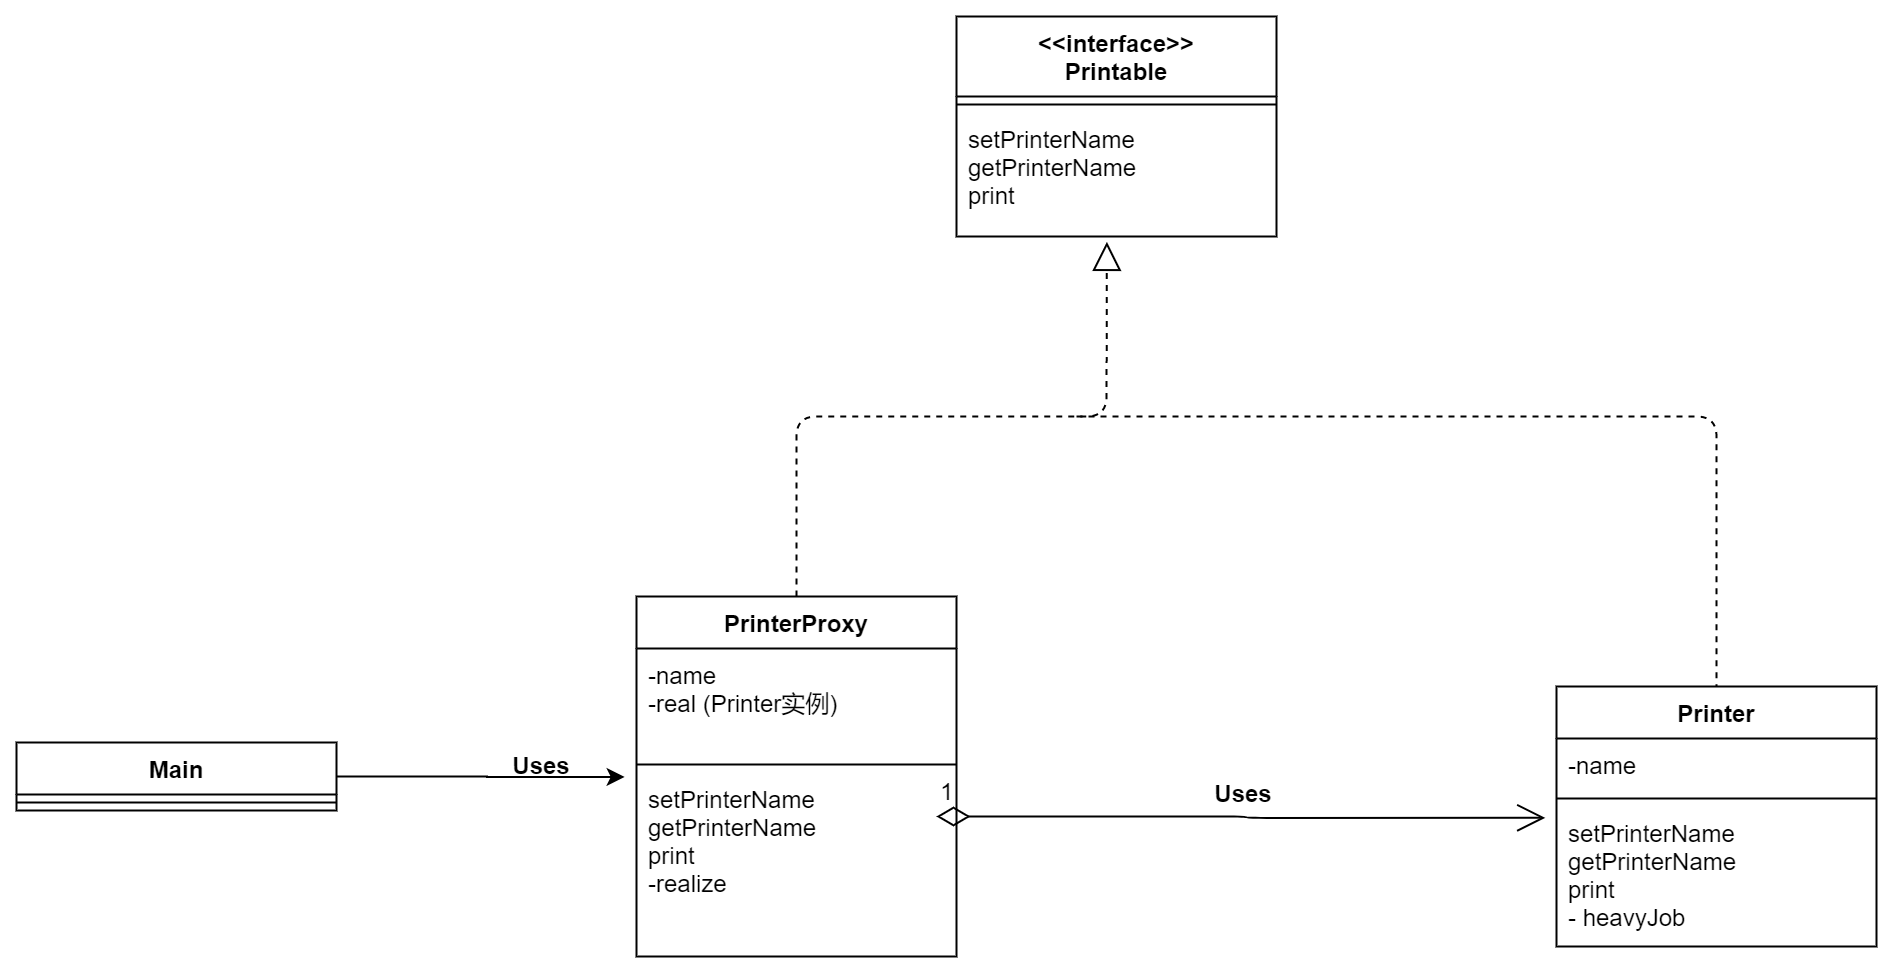 <<interface>>
Printable
setPrinterName
getPrinterName
print
PrinterProxy
-name
-real (Printer实例)
setPrinterName
getPrinterName
print
-realize
Main
Uses
1
Uses
Printer
-name
setPrinterName
getPrinterName
print
- heavyJob